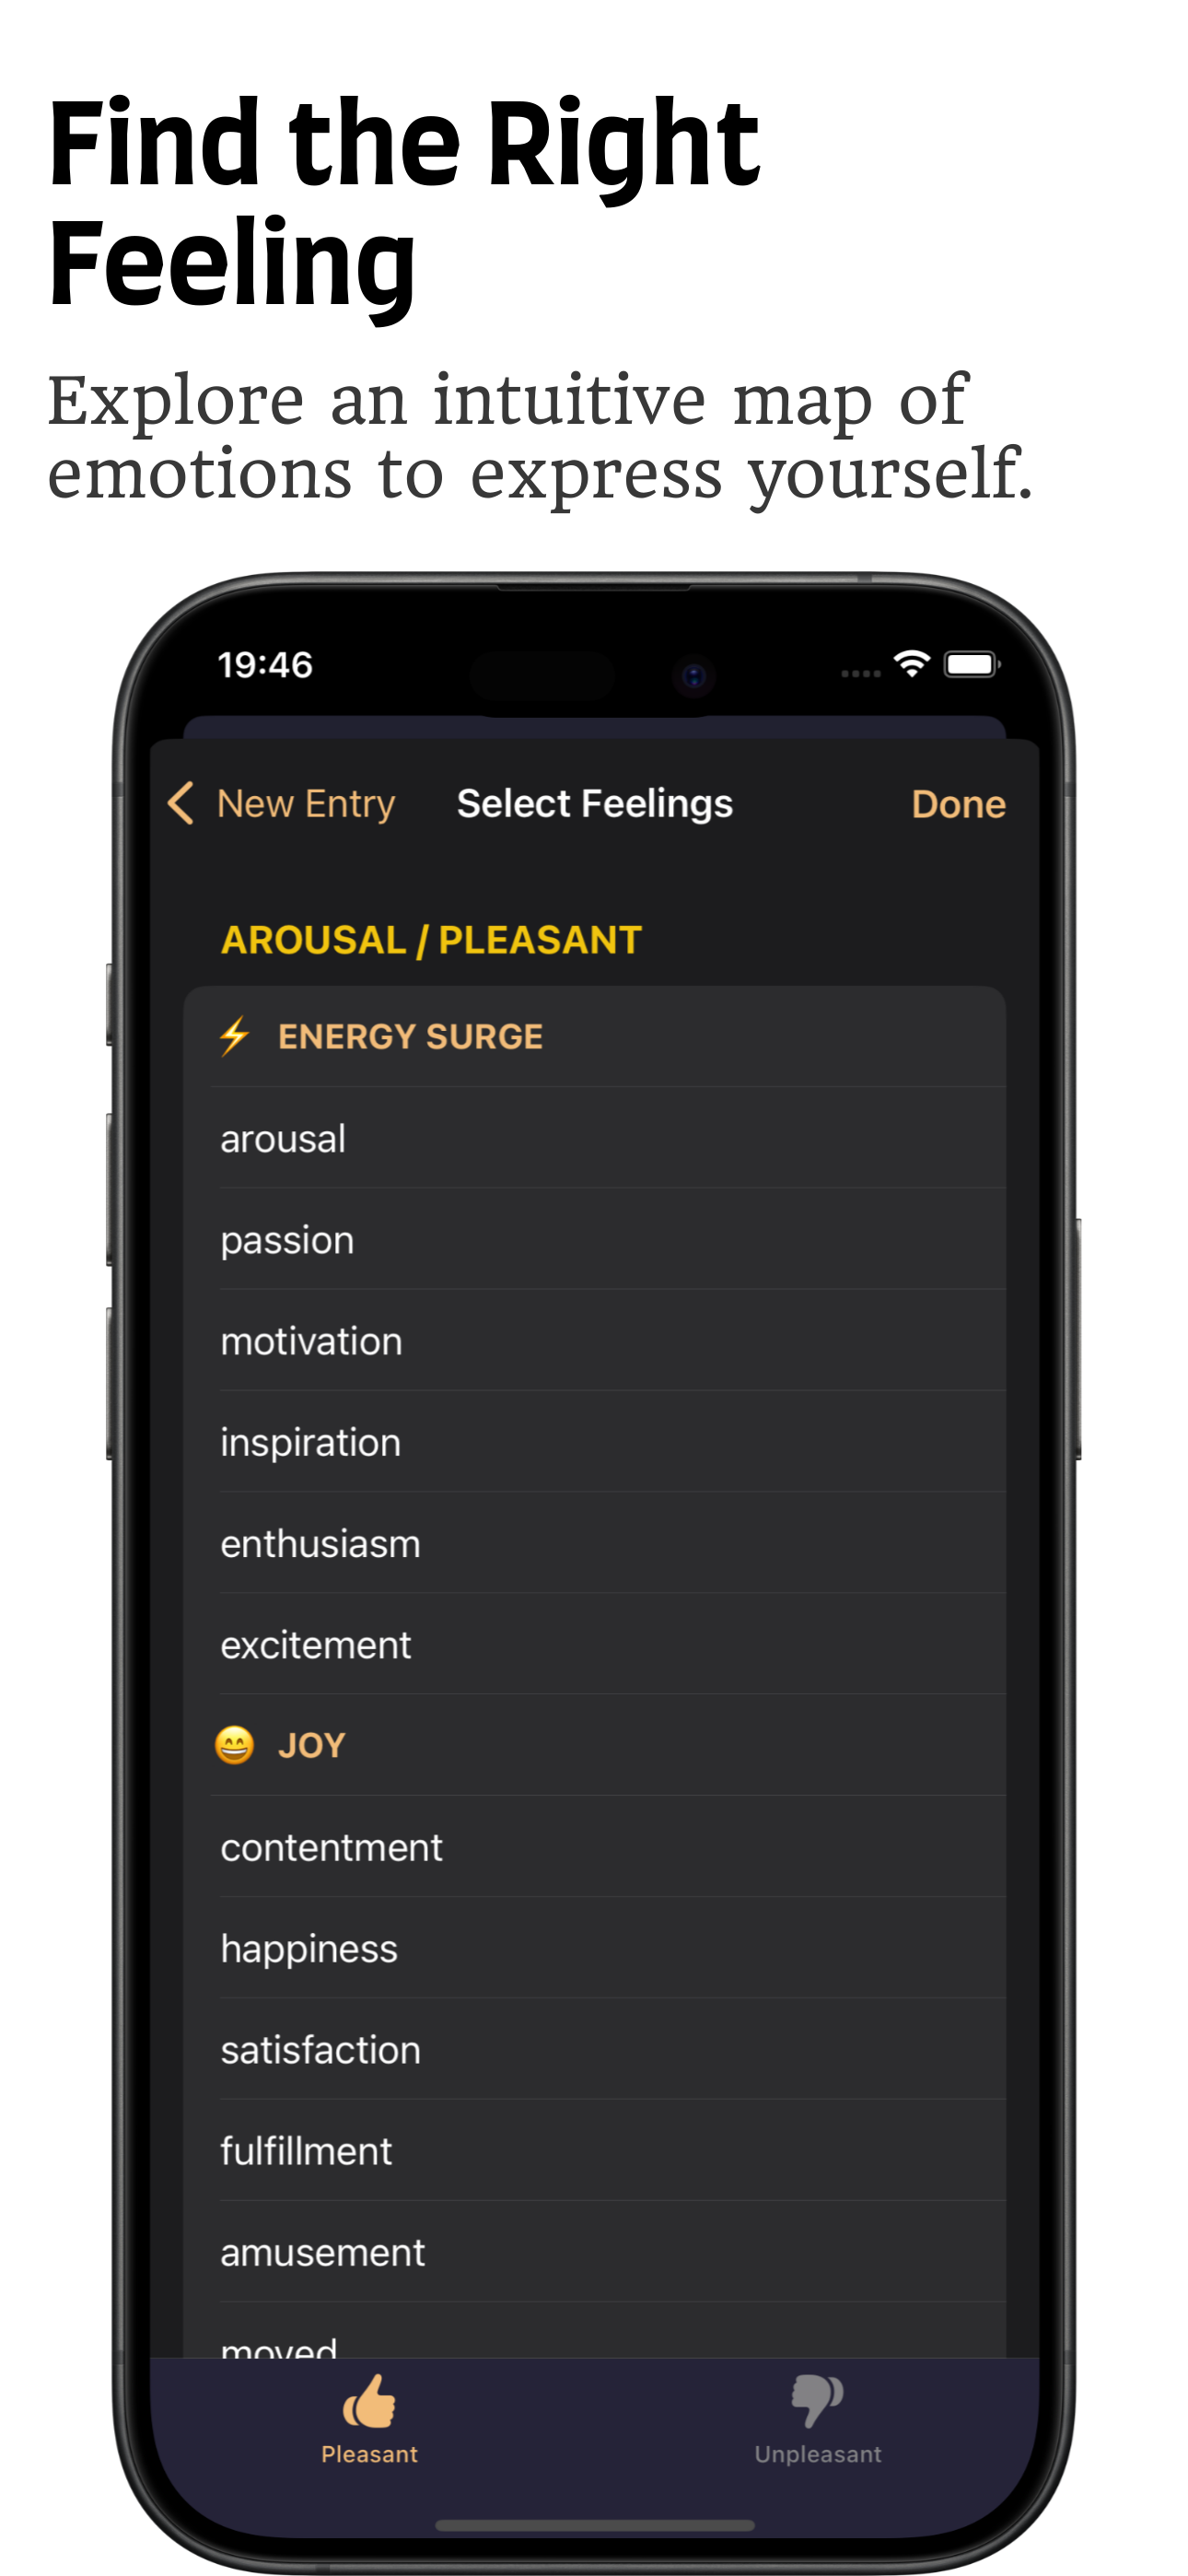 Find the Right
Feeling
Explore an intuitive map of
emotions to express yourself.
19:46
New Entry Select Feelings Done
AROUSAL / PLEASANT
⚡ ENERGY SURGE
arousal
passion
motivation
inspiration
enthusiasm
excitement
😄 JOY
contentment
happiness
satisfaction
fulfillment
amusement
moved
Pleasant Unpleasant